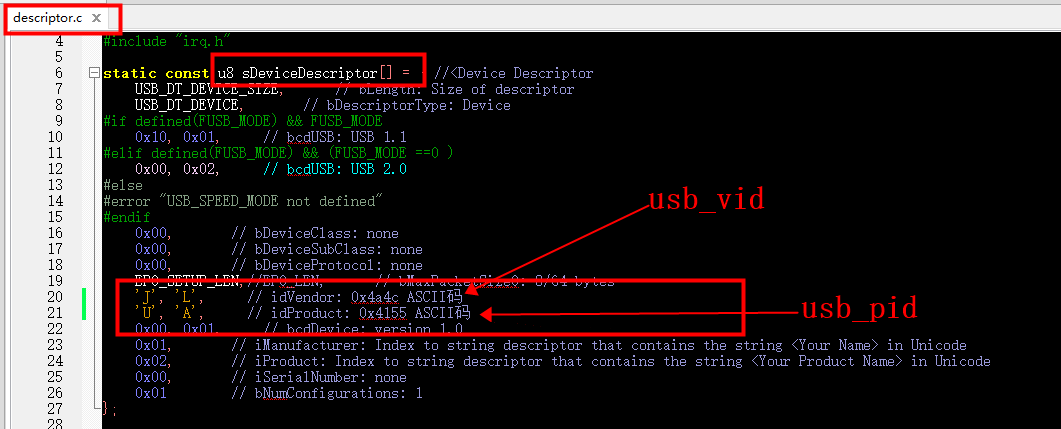 descriptor.c ×
4 #include "irq.h"
5
6 static const u8 sDeviceDescriptor[] = { //<Device Descriptor
7 USB_DT_DEVICE_SIZE, // bLength: Size of descriptor
8 USB_DT_DEVICE, // bDescriptorType: Device
9 #if defined(FUSB_MODE) && FUSB_MODE
10 0x10, 0x01, // bcdUSB: USB 1.1
11 #elif defined(FUSB_MODE) && (FUSB_MODE ==0 )
12 0x00, 0x02, // bcdUSB: USB 2.0
13 #else
14 #error "USB_SPEED_MODE not defined"
15 #endif
usb_vid
16 0x00, // bDeviceClass: none
17 0x00, // bDeviceSubClass: none
18 0x00, // bDeviceProtocol: none
19 EP0_SETUP_LEN,//EP0_LEN, // bMaxPacketSize0: 8/64 bytes
20 'J', 'L', // idVendor: 0x4a4c ASCII码
21 'U', 'A', // idProduct: 0x4155 ASCII码
usb_pid
22 0x00, 0x01, // bcdDevice: version 1.0
23 0x01, // iManufacturer: Index to string descriptor that contains the string <Your Name> in Unicode
24 0x02, // iProduct: Index to string descriptor that contains the string <Your Product Name> in Unicode
25 0x00, // iSerialNumber: none
26 0x01 // bNumConfigurations: 1
27 };
28